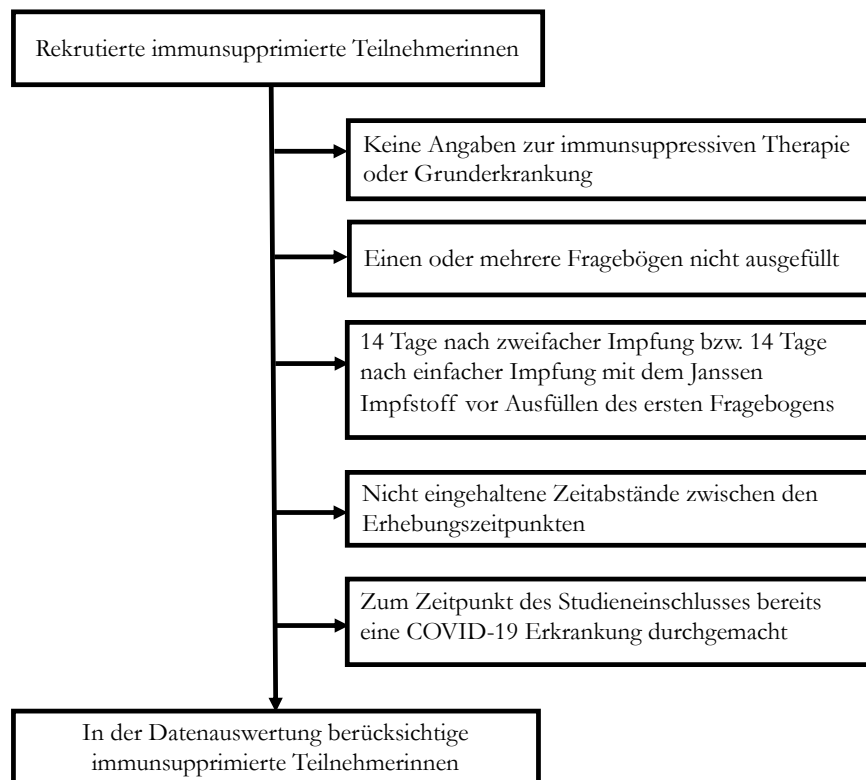 Rekrutierte immunsupprimierte Teilnehmerinnen
Keine Angaben zur immunsuppressiven Therapie
oder Grunderkrankung
Einen oder mehrere Fragebögen nicht ausgefüllt
14 Tage nach zweifacher Impfung bzw. 14 Tage
nach einfacher Impfung mit dem Janssen
Impfstoff vor Ausfüllen des ersten Fragebogens
Nicht eingehaltene Zeitabstände zwischen den
Erhebungszeitpunkten
Zum Zeitpunkt des Studieneinschlusses bereits
eine COVID-19 Erkrankung durchgemacht
In der Datenauswertung berücksichtige
immunsupprimierte Teilnehmerinnen